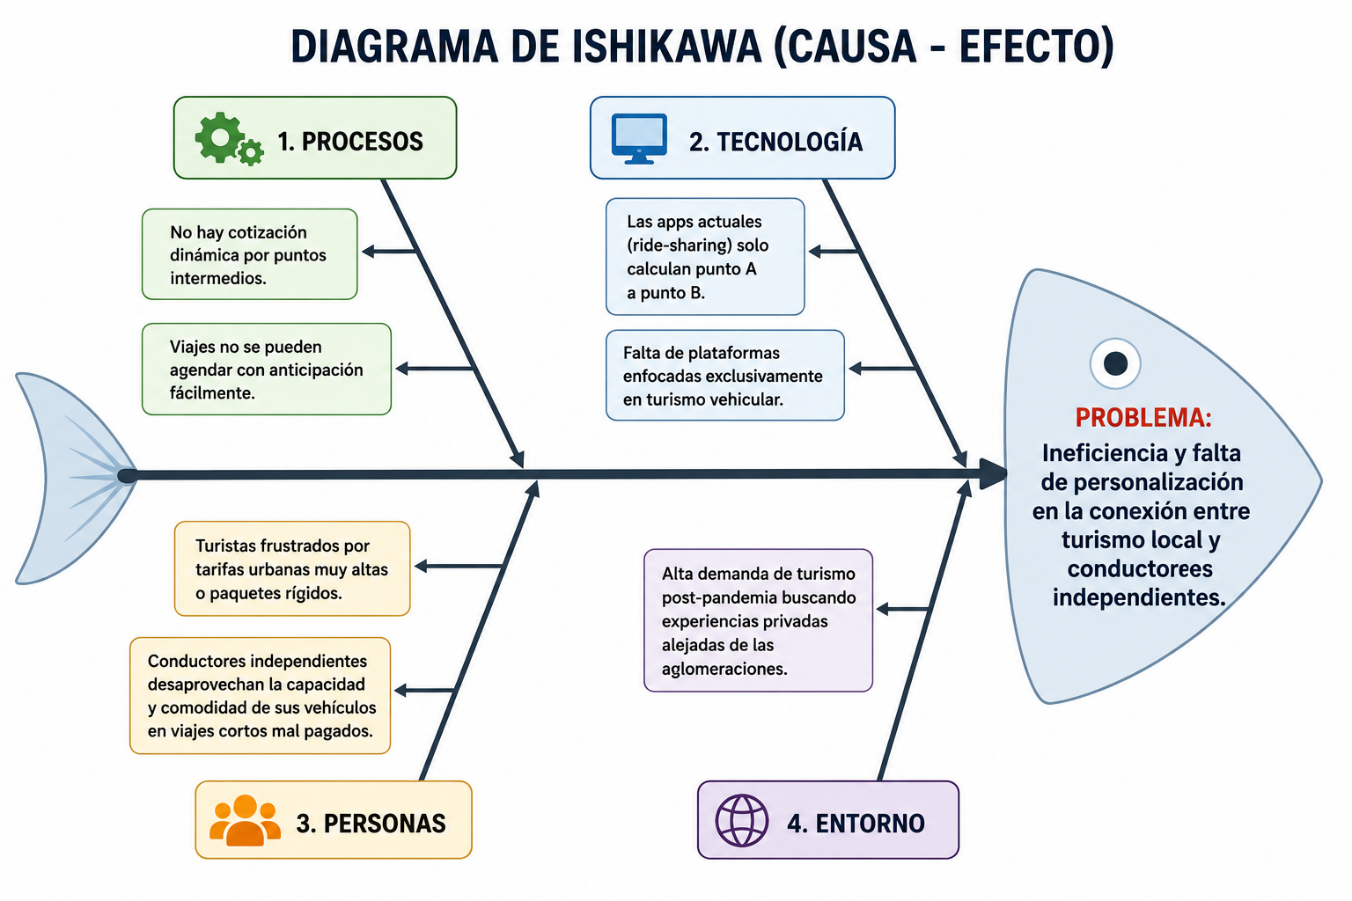 DIAGRAMA DE ISHIKAWA (CAUSA - EFECTO)
1. PROCESOS
No hay cotización
dinámica por puntos
intermedios.
Viajes no se pueden
agendar con anticipación
fácilmente.
2. TECNOLOGÍA
Las apps actuales
(ride-sharing) solo
calculan punto A
a punto B.
Falta de plataformas
enfocadas exclusivamente
en turismo vehicular.
PROBLEMA:
Ineficiencia y falta
de personalización
en la conexión entre
turismo local y
conductorees
independientes.
Turistas frustrados por
tarifas urbanas muy altas
o paquetes rígidos.
Conductores independientes
desaprovechan la capacidad
y comodidad de sus vehículos
en viajes cortos mal pagados.
3. PERSONAS
Alta demanda de turismo
post-pandemia buscando
experiencias privadas
alejadas de las
aglomeraciones.
4. ENTORNO